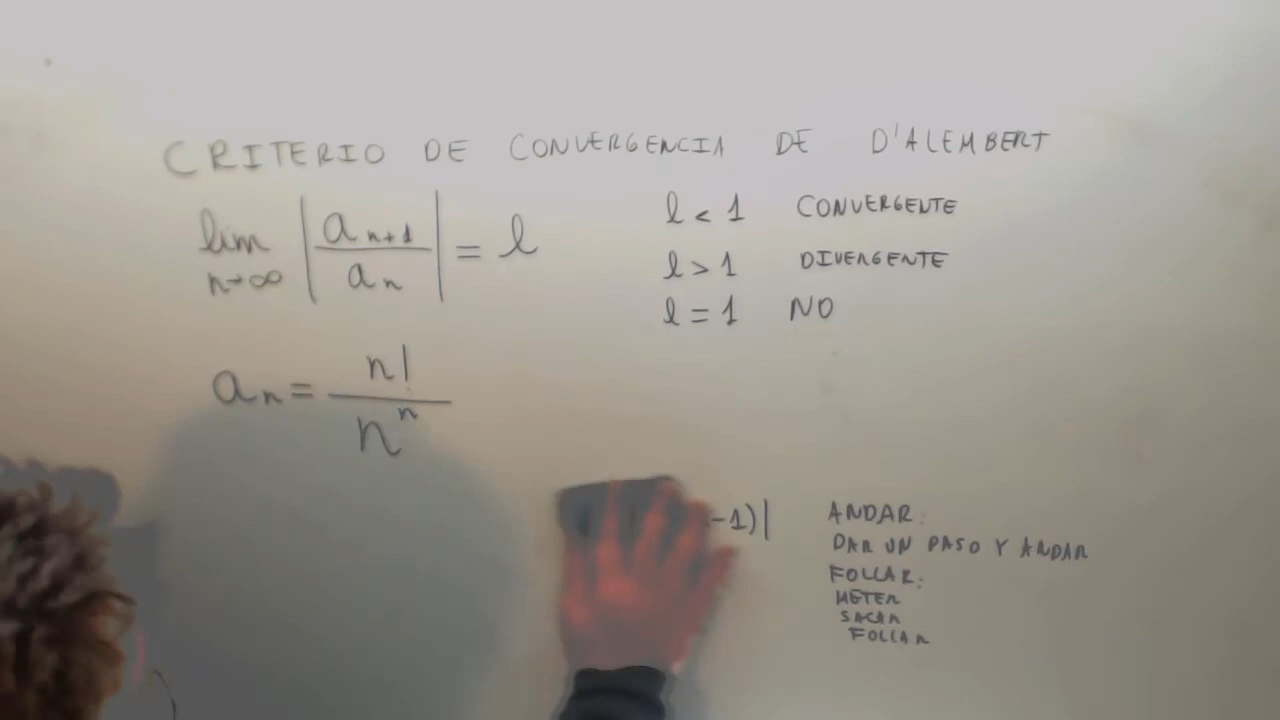 CRITERIO DE CONVERGENCIA DE D'ALEMBERT
lim n→∞ |a_{n+1} / a_n| = l
l < 1 CONVERGENTE
l > 1 DIVERGENTE
l = 1 NO
a_n = n! / n^n
-1)|
ANDAR:
DAR UN PASO Y ANDAR
FOLLAR:
METER
SACAR
FOLLAR